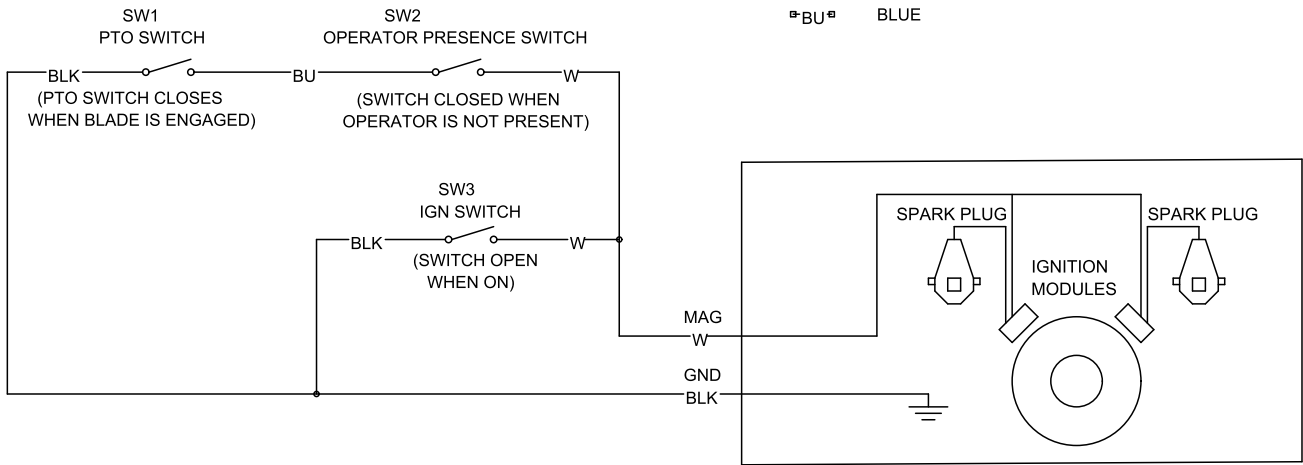 SW1
PTO SWITCH
SW2
OPERATOR PRESENCE SWITCH
BU BLUE
BLK
BU
W
(PTO SWITCH CLOSES
WHEN BLADE IS ENGAGED)
(SWITCH CLOSED WHEN
OPERATOR IS NOT PRESENT)
SW3
IGN SWITCH
BLK
W
(SWITCH OPEN
WHEN ON)
SPARK PLUG
SPARK PLUG
IGNITION
MODULES
MAG
W
GND
BLK